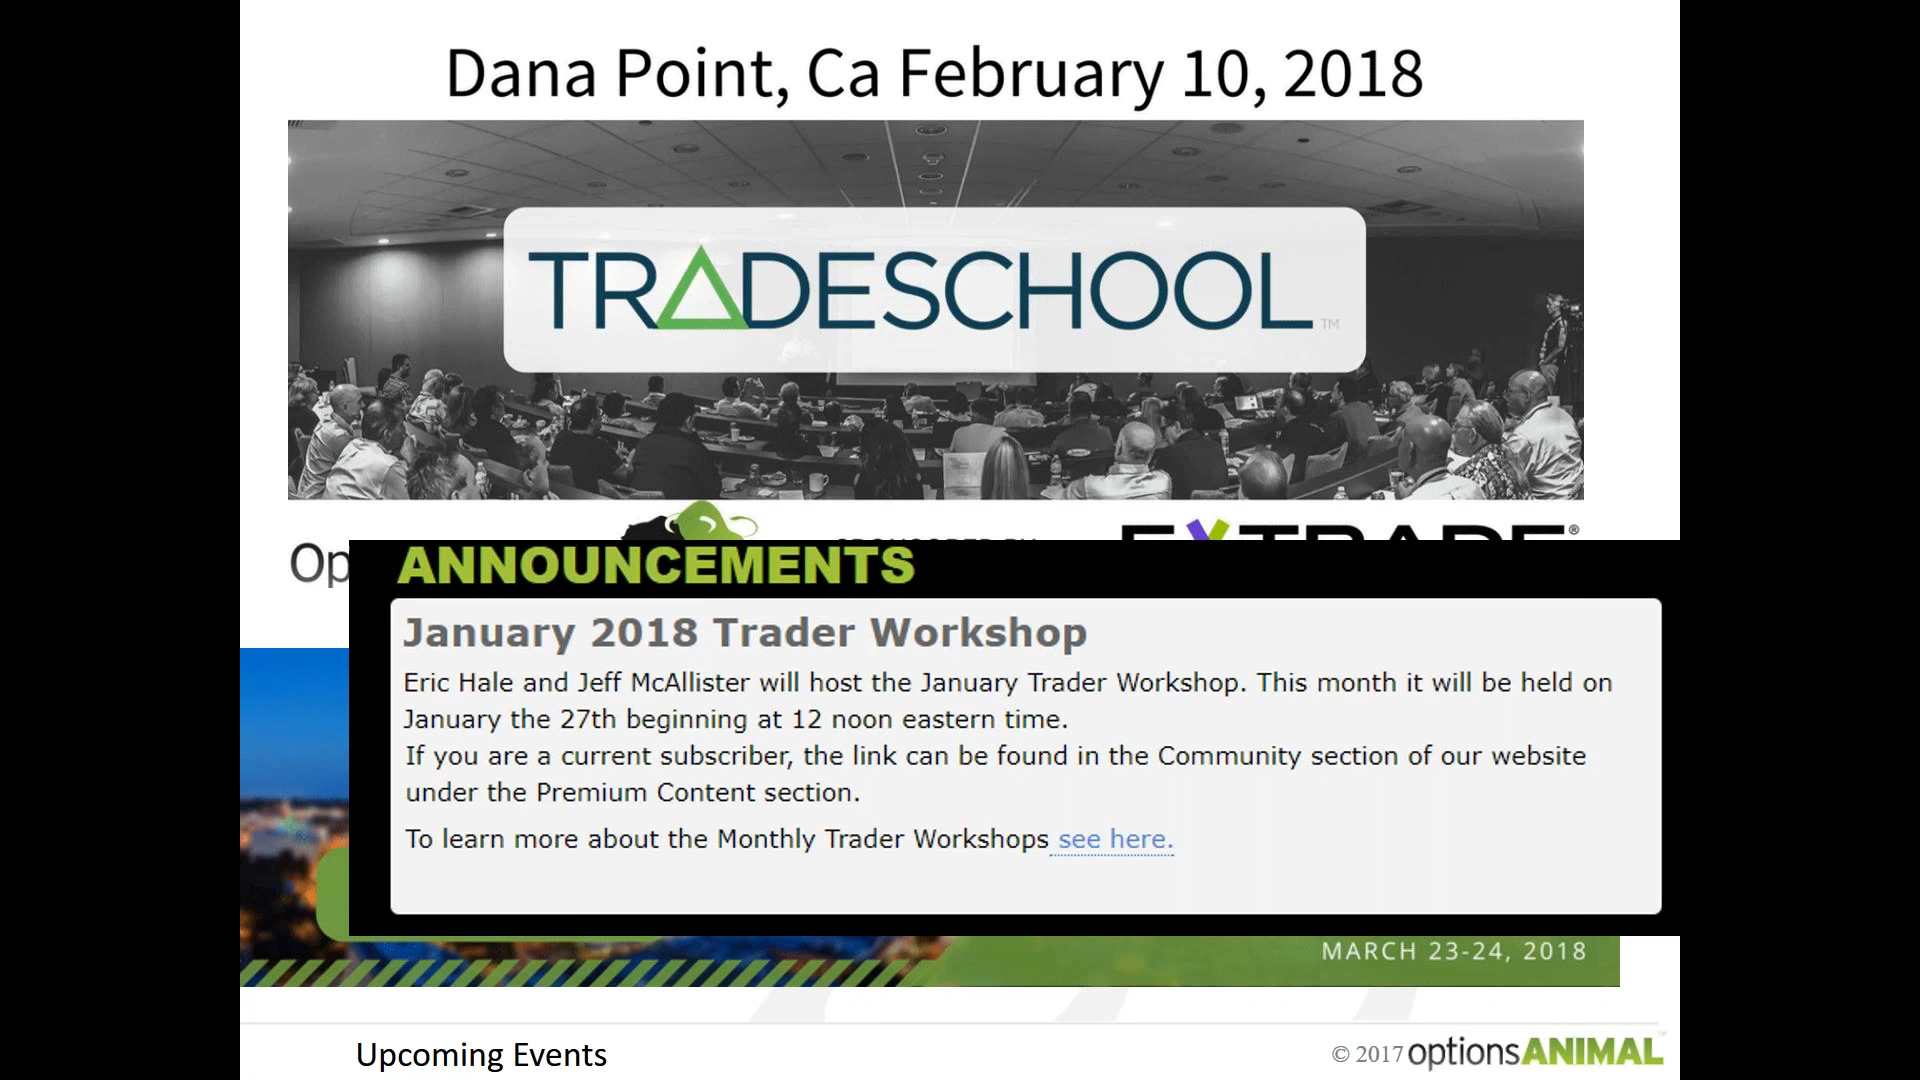 Dana Point, Ca February 10, 2018
TRADESCHOOL™
Op
ANNOUNCEMENTS
January 2018 Trader Workshop
Eric Hale and Jeff McAllister will host the January Trader Workshop. This month it will be held on
January the 27th beginning at 12 noon eastern time.
If you are a current subscriber, the link can be found in the Community section of our website
under the Premium Content section.
To learn more about the Monthly Trader Workshops see here.
MARCH 23-24, 2018
Upcoming Events
© 2017 optionsANIMAL™